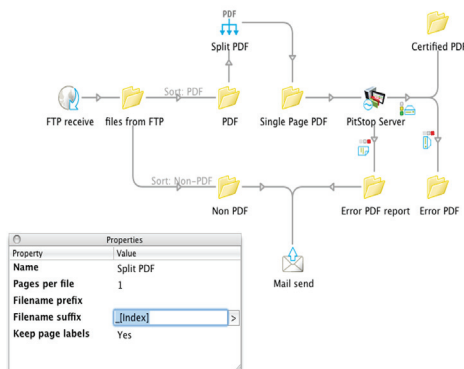 PDF
Split PDF
Certified PDF
Sort: PDF
FTP receive
files from FTP
PDF
Single Page PDF
PitStop Server
Sort: Non-PDF
Non PDF
Error PDF report
Error PDF
Mail send
Properties
Property Value
Name Split PDF
Pages per file 1
Filename prefix
Filename suffix _[Index] >
Keep page labels Yes